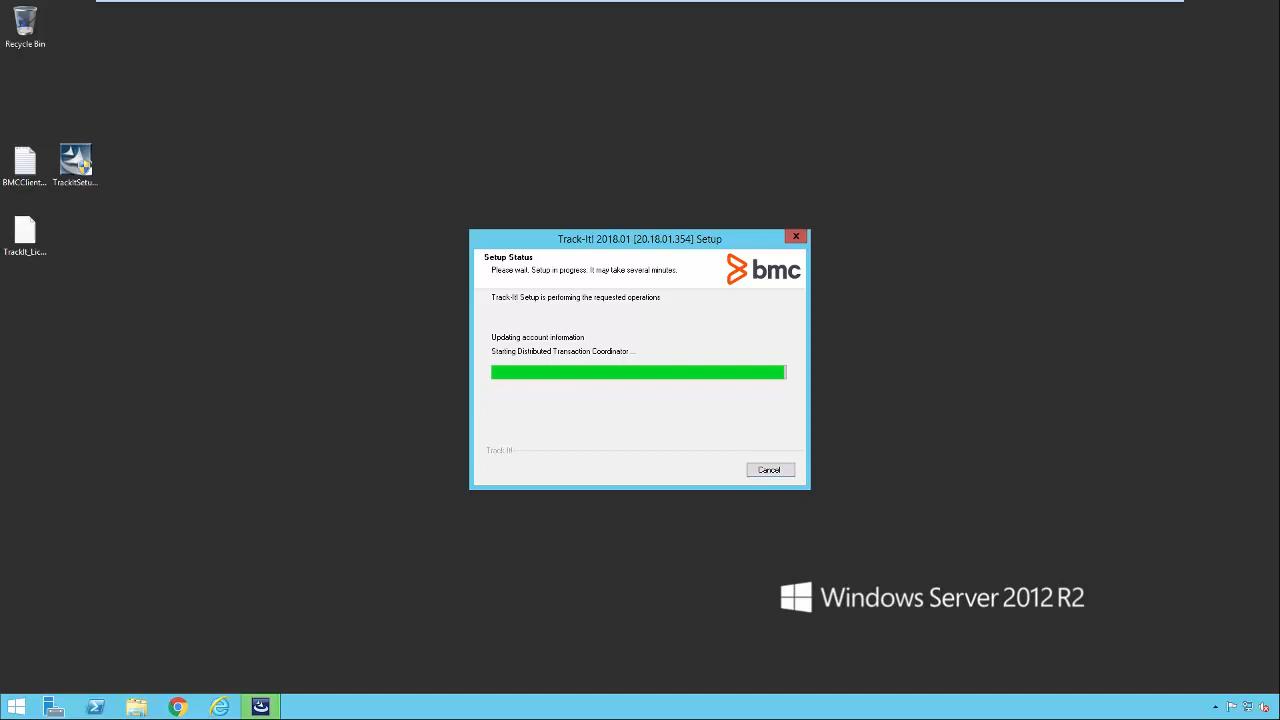 Recycle Bin
BMCClient...
TrackItSetu...
TrackIt_Lic...
Track-It! 2018.01 [20.18.01.354] Setup
Setup Status
Please wait. Setup in progress. It may take several minutes.
bmc
Track-It! Setup is performing the requested operations
Updating account information
Starting Distributed Transaction Coordinator ...
Track-It!
Cancel
Windows Server 2012 R2